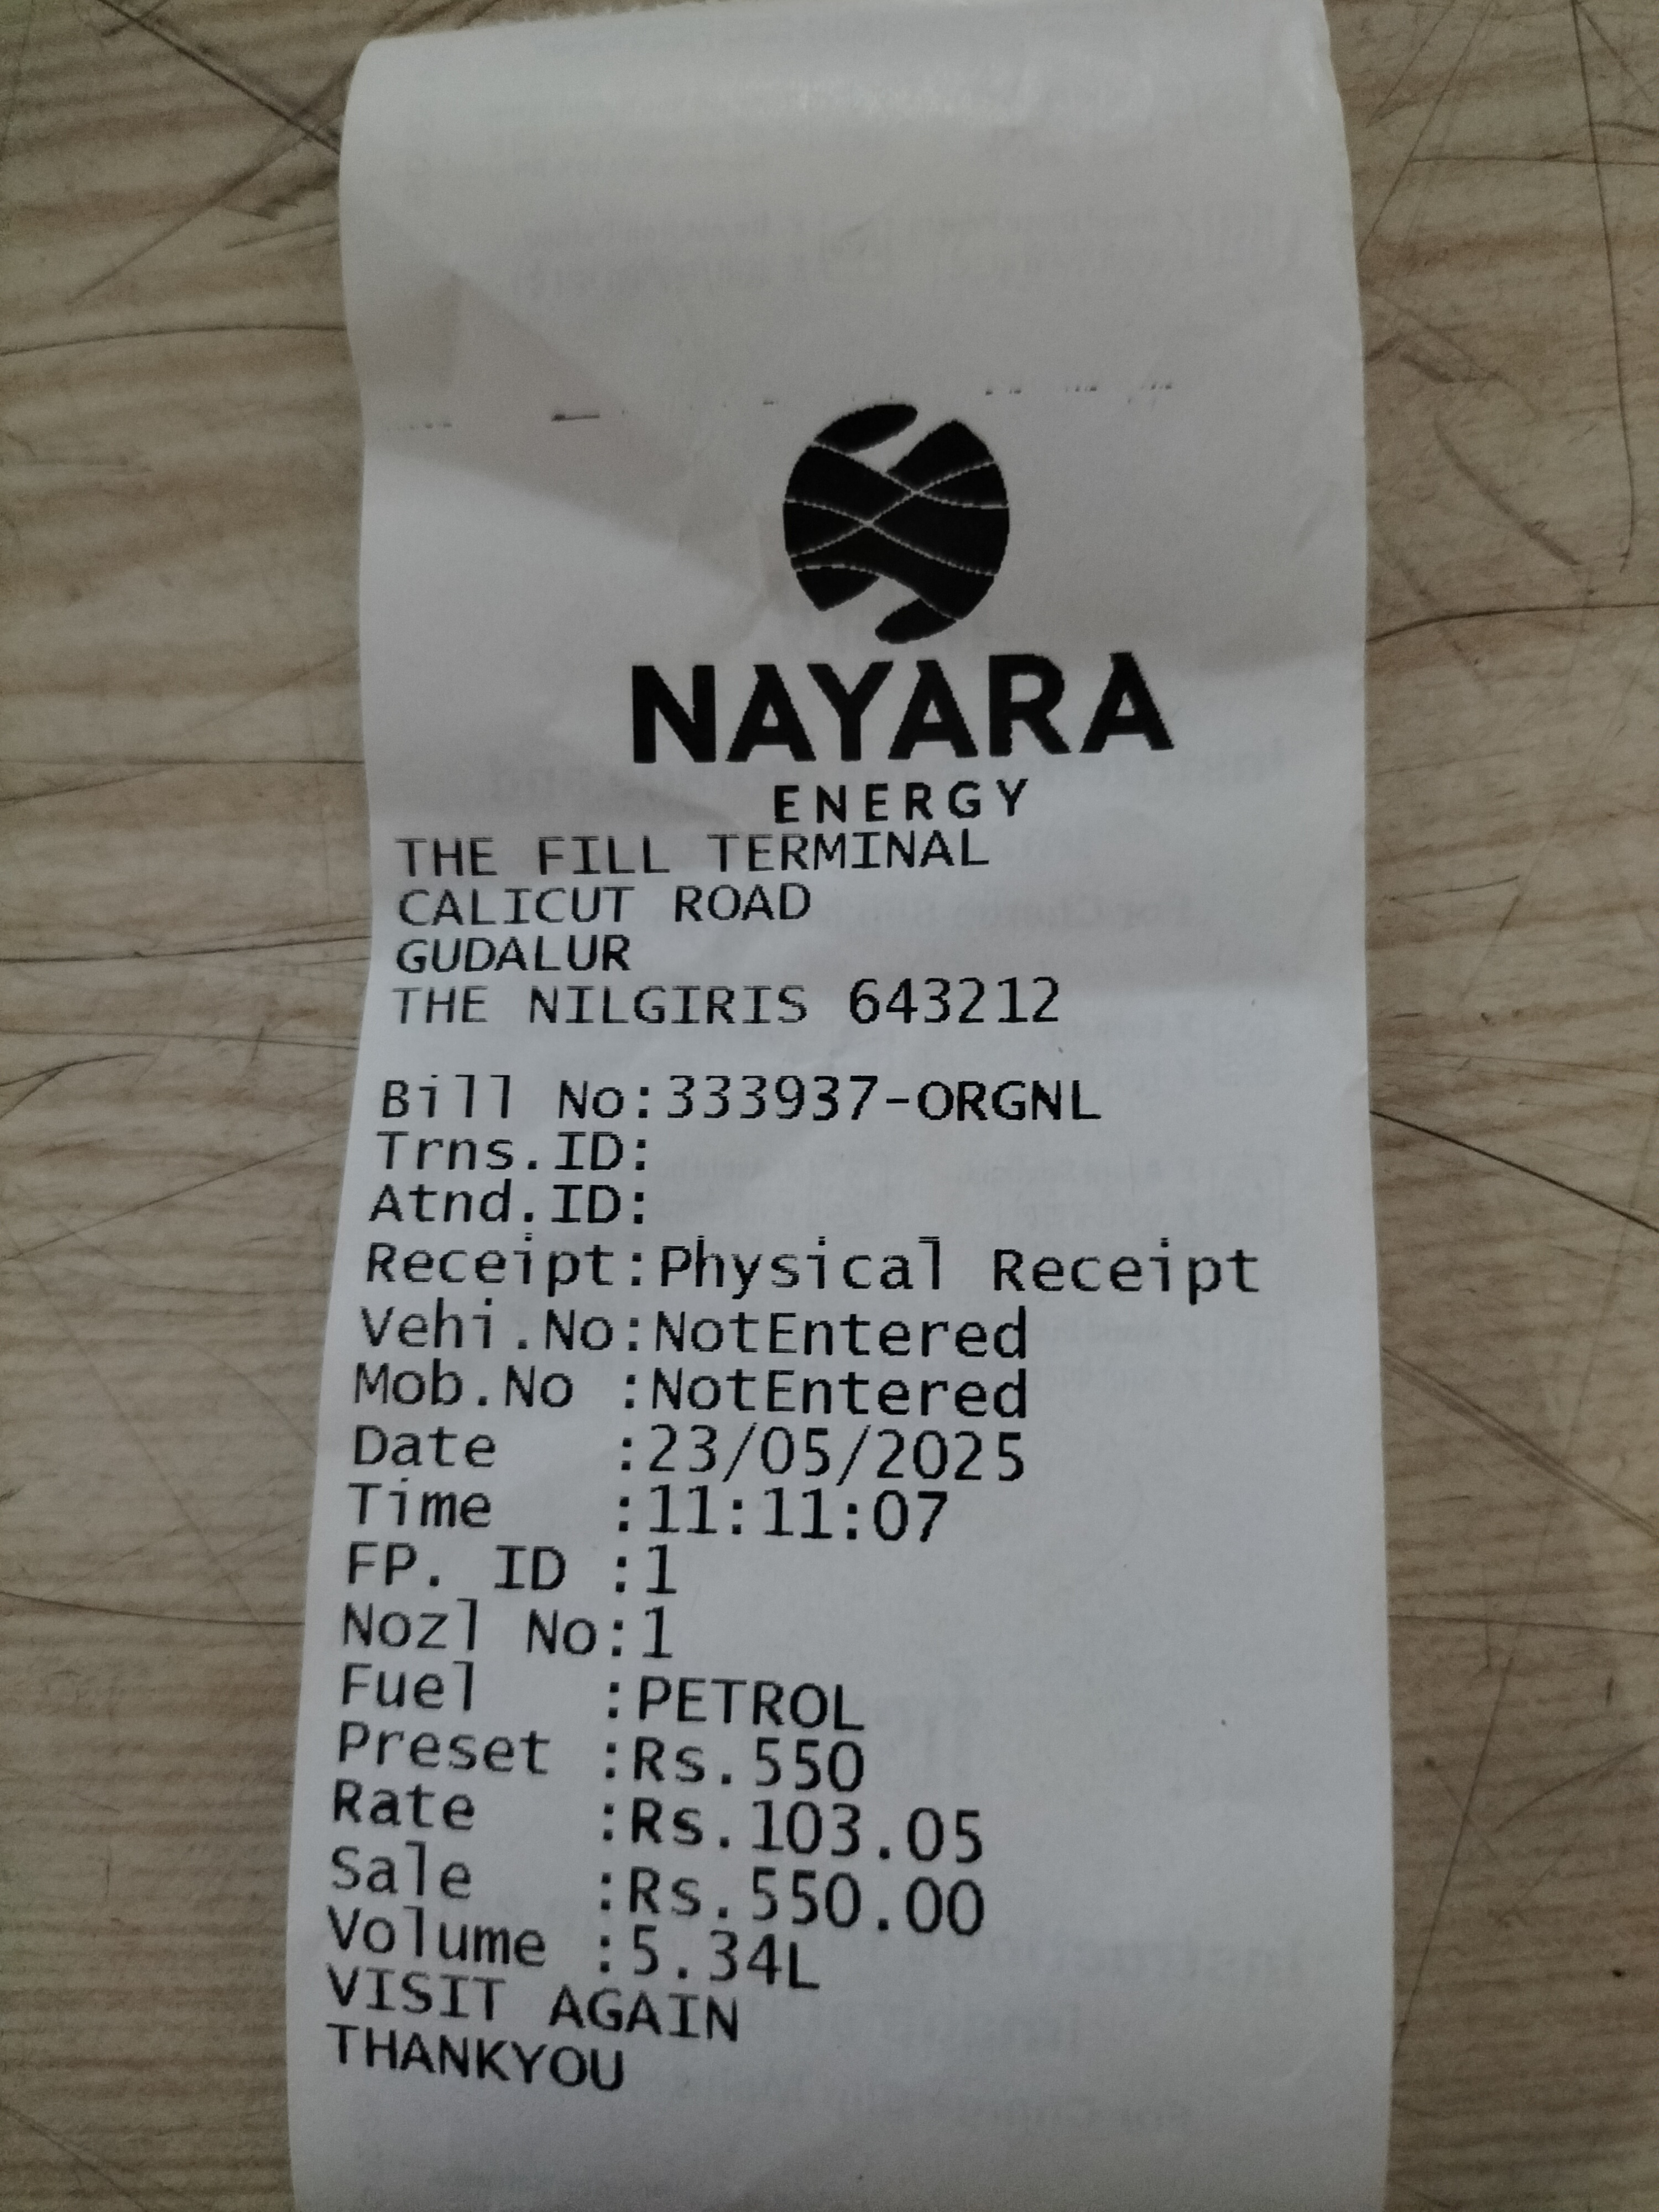 NAYARA
ENERGY
THE FILL TERMINAL
CALICUT ROAD
GUDALUR
THE NILGIRIS 643212
Bill No:333937-ORGNL
Trns.ID:
Atnd.ID:
Receipt:Physical Receipt
Vehi.No:NotEntered
Mob.No :NotEntered
Date :23/05/2025
Time :11:11:07
FP. ID :1
Nozl No:1
Fuel :PETROL
Preset :Rs.550
Rate :Rs.103.05
Sale :Rs.550.00
Volume :5.34L
VISIT AGAIN
THANKYOU